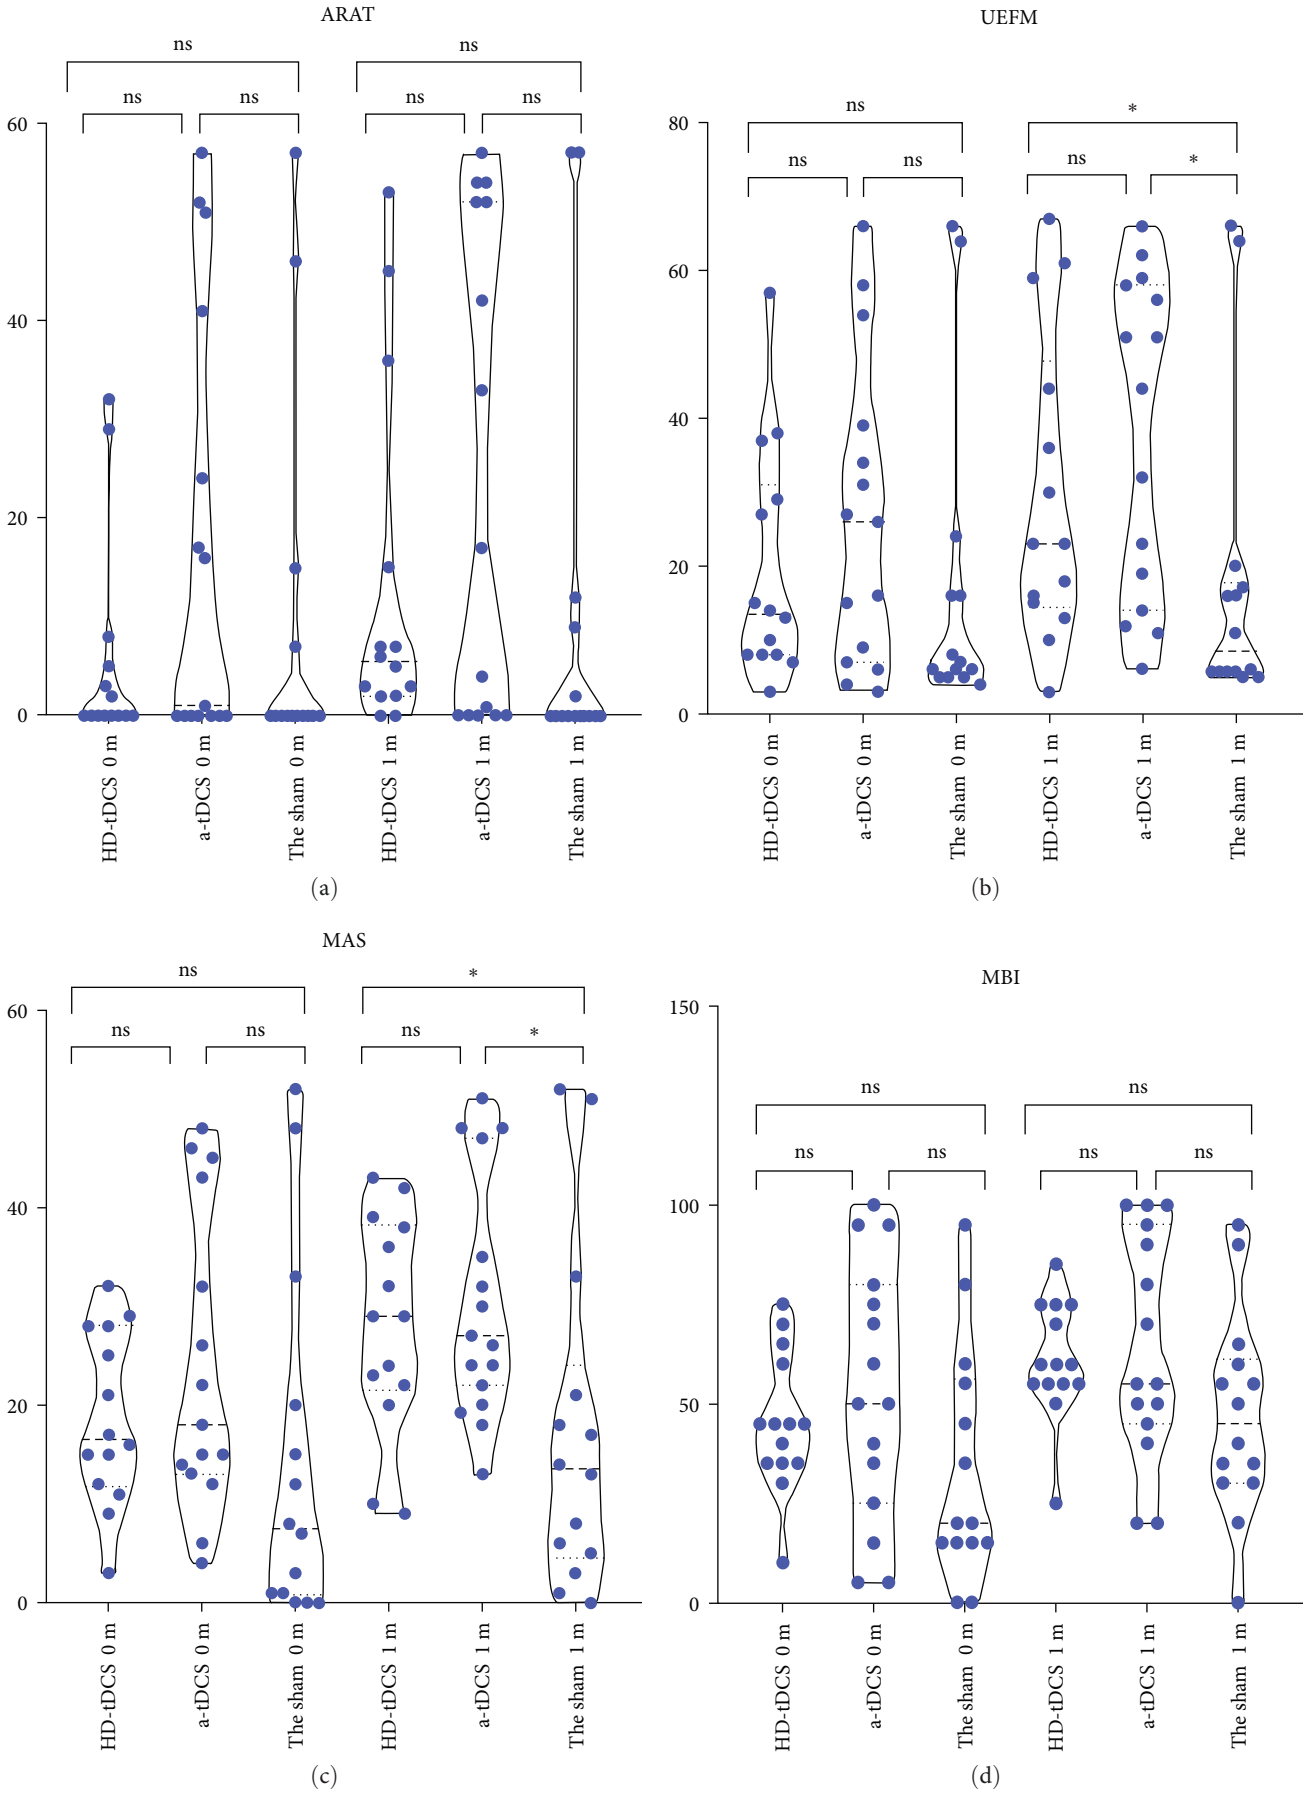 ARAT
ns ns
ns ns ns ns
60
40
20
0
HD-tDCS 0 m
a-tDCS 0 m
The sham 0 m
HD-tDCS 1 m
a-tDCS 1 m
The sham 1 m
(a)
UEFM
ns *
ns ns ns *
80
60
40
20
0
HD-tDCS 0 m
a-tDCS 0 m
The sham 0 m
HD-tDCS 1 m
a-tDCS 1 m
The sham 1 m
(b)
MAS
ns *
ns ns ns *
60
40
20
0
HD-tDCS 0 m
a-tDCS 0 m
The sham 0 m
HD-tDCS 1 m
a-tDCS 1 m
The sham 1 m
(c)
MBI
ns ns
ns ns ns ns
150
100
50
0
HD-tDCS 0 m
a-tDCS 0 m
The sham 0 m
HD-tDCS 1 m
a-tDCS 1 m
The sham 1 m
(d)